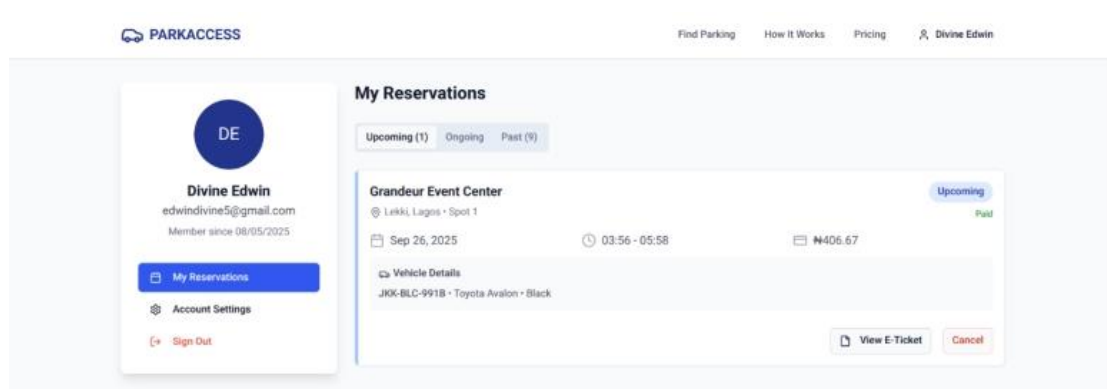 PARKACCESS
Find Parking How It Works Pricing Divine Edwin
DE
Divine Edwin
edwindivine5@gmail.com
Member since 08/05/2025
My Reservations
Account Settings
Sign Out
My Reservations
Upcoming (1) Ongoing Past (9)
Grandeur Event Center Upcoming
Lekki, Lagos • Spot 1 Paid
Sep 26, 2025 03:56 - 05:58 ₦406.67
Vehicle Details
JKK-BLC-991B • Toyota Avalon • Black
View E-Ticket Cancel